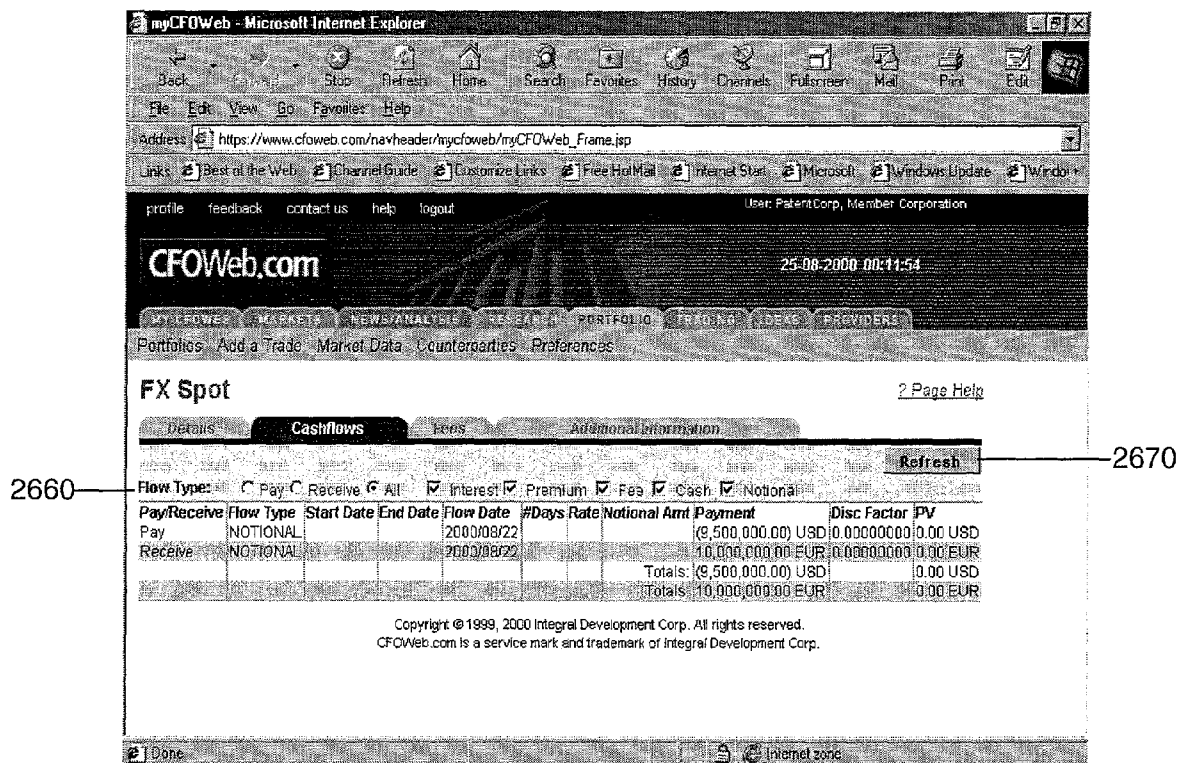 myCFOWeb - Microsoft Internet Explorer
Back Stop Refresh Home Search Favorites History Channels Fullscreen Mail Print Edit
File Edit View Go Favorites Help
Address https://www.cfoweb.com/navheader/mycfoweb/myCFOWeb_Frame.jsp
Links Best of the Web Channel Guide Customize Links Free HotMail Internet Start Microsoft Windows Update Window
profile feedback contact us help logout User: PatentCorp, Member Corporation
CFOWeb.com 25-08-2000 00:11:54
PORTFOLIO PROVIDERS
Portfolios Add a Trade Market Data Counterparties Preferences
FX Spot ? Page Help
Details Cashflows Fees Additional Information
Refresh 2670
2660 Flow Type: Pay Receive All Interest Premium Fee Cash Notional
Pay/Receive Flow Type Start Date End Date Flow Date #Days Rate Notional Amt Payment Disc Factor PV
Pay NOTIONAL 2000/08/22 (9,500,000.00) USD 0.00000000 0.00 USD
Receive NOTIONAL 2000/08/22 10,000,000.00 EUR 0.00000000 0.00 EUR
Totals: (9,500,000.00) USD 0.00 USD
Totals: 10,000,000.00 EUR 0.00 EUR
Copyright © 1999, 2000 Integral Development Corp. All rights reserved.
CFOWeb.com is a service mark and trademark of Integral Development Corp.
Done Internet zone